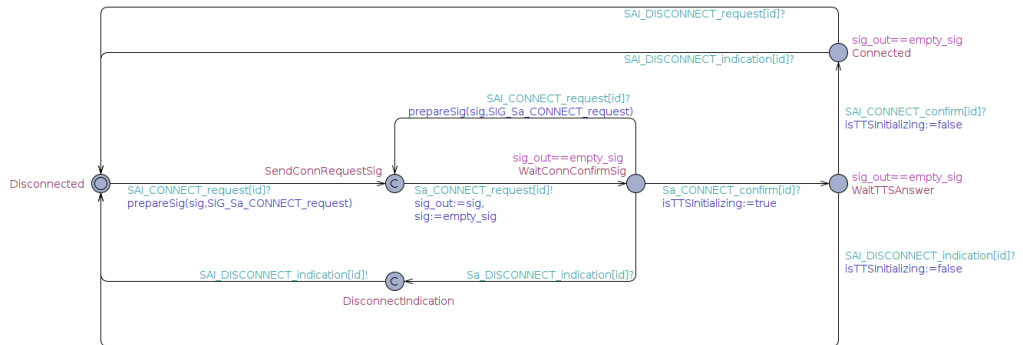 SAI_DISCONNECT_request[id]?
sig_out==empty_sig
Connected
SAI_DISCONNECT_indication[id]?
SAI_CONNECT_request[id]?
prepareSig(sig,SIG_Sa_CONNECT_request)
SAI_CONNECT_confirm[id]?
isTTSInitializing:=false
sig_out==empty_sig
WaitConnConfirmSig
SendConnRequestSig
Disconnected
C
sig_out==empty_sig
WaitTTSAnswer
SAI_CONNECT_request[id]?
prepareSig(sig,SIG_Sa_CONNECT_request)
Sa_CONNECT_request[id]!
sig_out:=sig,
sig:=empty_sig
Sa_CONNECT_confirm[id]?
isTTSInitializing:=true
SAI_DISCONNECT_indication[id]?
isTTSInitializing:=false
SAI_DISCONNECT_indication[id]!
C
Sa_DISCONNECT_indication[id]?
DisconnectIndication